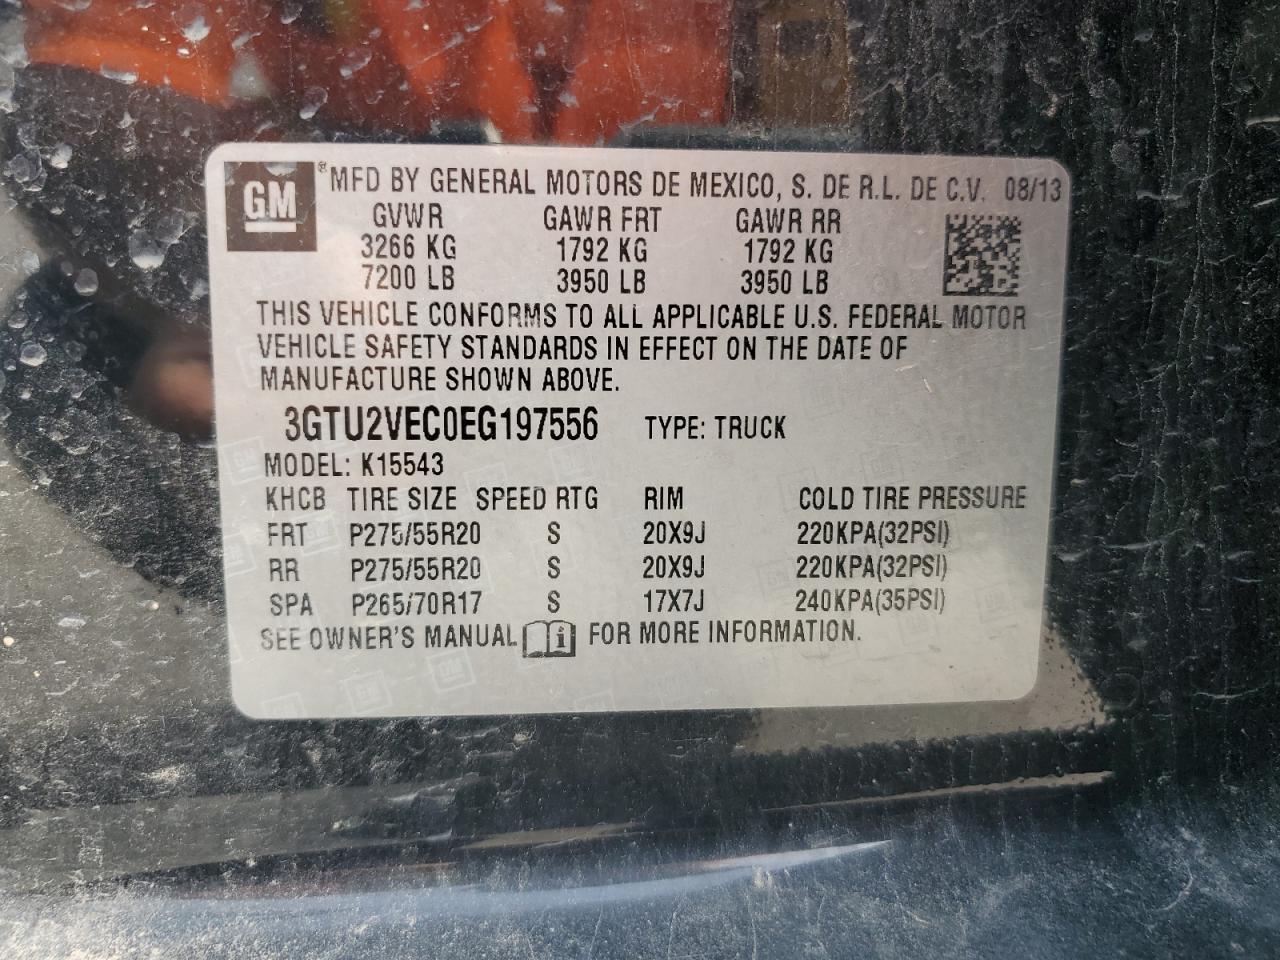 GM ® MFD BY GENERAL MOTORS DE MEXICO, S. DE R.L. DE C.V. 08/13
GVWR GAWR FRT GAWR RR
3266 KG 1792 KG 1792 KG
7200 LB 3950 LB 3950 LB
THIS VEHICLE CONFORMS TO ALL APPLICABLE U.S. FEDERAL MOTOR
VEHICLE SAFETY STANDARDS IN EFFECT ON THE DATE OF
MANUFACTURE SHOWN ABOVE.
3GTU2VEC0EG197556 TYPE: TRUCK
MODEL: K15543
KHCB TIRE SIZE SPEED RTG RIM COLD TIRE PRESSURE
FRT P275/55R20 S 20X9J 220KPA(32PSI)
RR P275/55R20 S 20X9J 220KPA(32PSI)
SPA P265/70R17 S 17X7J 240KPA(35PSI)
SEE OWNER'S MANUAL i FOR MORE INFORMATION.